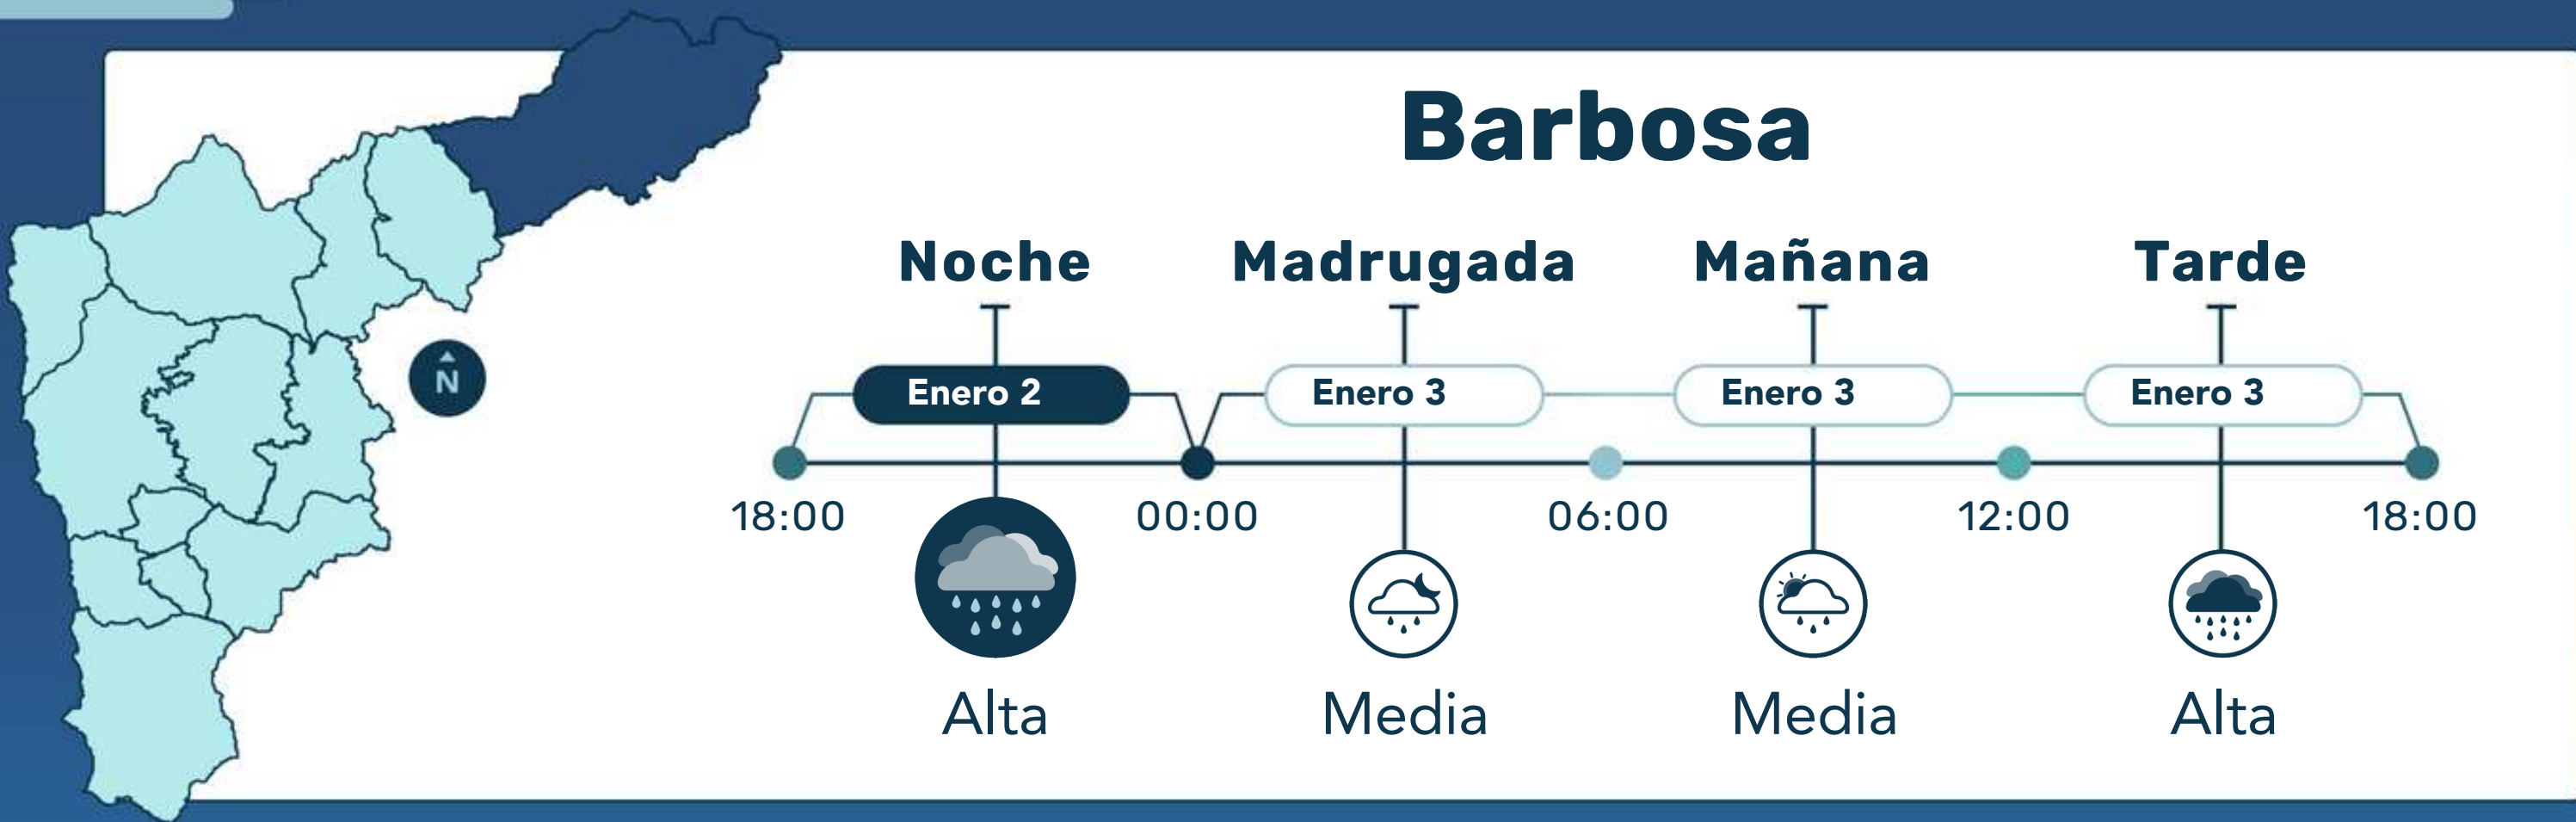 Barbosa
Noche Madrugada Mañana Tarde
N
Enero 2 Enero 3 Enero 3 Enero 3
18:00 00:00 06:00 12:00 18:00
Alta Media Media Alta